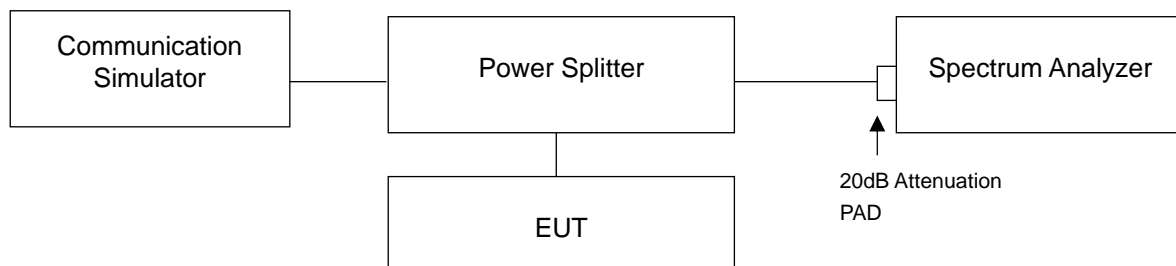 Communication
Simulator
Power Splitter
Spectrum Analyzer
20dB Attenuation
PAD
EUT